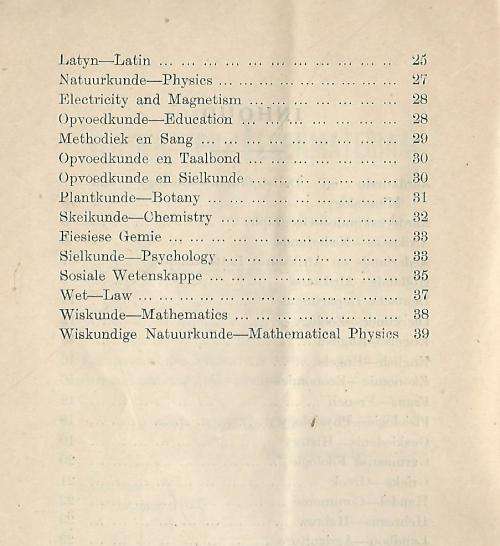 Latyn—Latin ... ... ... ... ... ... ... ... 25
Natuurkunde—Physics ... ... ... ... ... ... 27
Electricity and Magnetism ... ... ... ... ... 28
Opvoedkunde—Education ... ... ... ... ... ... 28
Methodiek en Sang ... ... ... ... ... ... ... 29
Opvoedkunde en Taalbond ... ... ... ... ... 30
Opvoedkunde en Sielkunde ... ... ... ... ... 30
Plantkunde—Botany ... ... ... ... ... ... ... 31
Skeikunde—Chemistry ... ... ... ... ... ... 32
Fiesiese Gemie ... ... ... ... ... ... ... ... 33
Sielkunde—Psychology ... ... ... ... ... ... 33
Sosiale Wetenskappe ... ... ... ... ... ... ... 35
Wet—Law ... ... ... ... ... ... ... ... ... 37
Wiskunde—Mathematics ... ... ... ... ... ... 38
Wiskundige Natuurkunde—Mathematical Physics 39